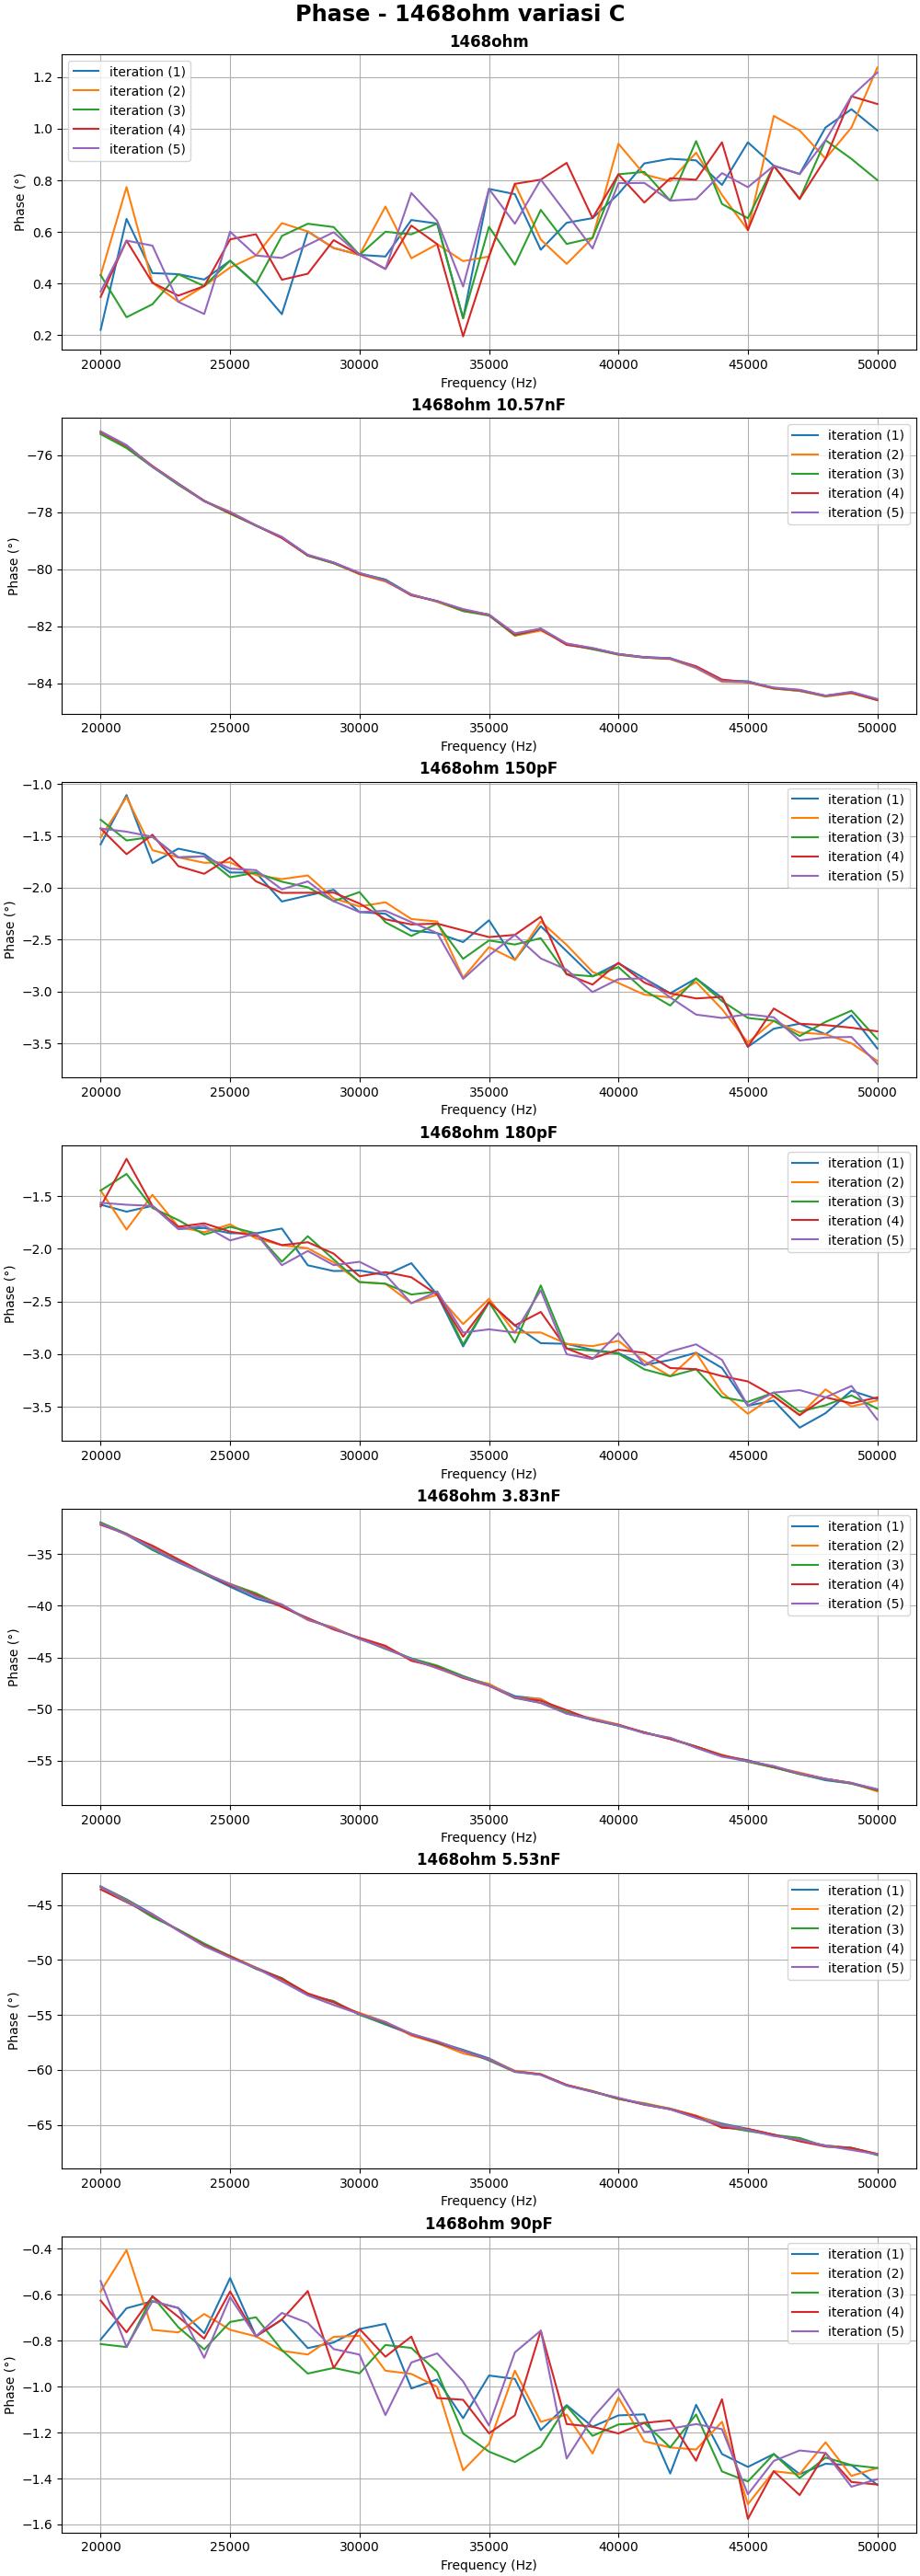 Phase - 1468ohm variasi C
1468ohm
iteration (1)
iteration (2)
iteration (3)
iteration (4)
iteration (5)
1.2
1.0
0.8
0.6
0.4
0.2
Phase (°)
20000 25000 30000 35000 40000 45000 50000
Frequency (Hz)
1468ohm 10.57nF
iteration (1)
iteration (2)
iteration (3)
iteration (4)
iteration (5)
−76
−78
−80
−82
−84
Phase (°)
20000 25000 30000 35000 40000 45000 50000
Frequency (Hz)
1468ohm 150pF
iteration (1)
iteration (2)
iteration (3)
iteration (4)
iteration (5)
−1.0
−1.5
−2.0
−2.5
−3.0
−3.5
Phase (°)
20000 25000 30000 35000 40000 45000 50000
Frequency (Hz)
1468ohm 180pF
iteration (1)
iteration (2)
iteration (3)
iteration (4)
iteration (5)
−1.5
−2.0
−2.5
−3.0
−3.5
Phase (°)
20000 25000 30000 35000 40000 45000 50000
Frequency (Hz)
1468ohm 3.83nF
iteration (1)
iteration (2)
iteration (3)
iteration (4)
iteration (5)
−35
−40
−45
−50
−55
Phase (°)
20000 25000 30000 35000 40000 45000 50000
Frequency (Hz)
1468ohm 5.53nF
iteration (1)
iteration (2)
iteration (3)
iteration (4)
iteration (5)
−45
−50
−55
−60
−65
Phase (°)
20000 25000 30000 35000 40000 45000 50000
Frequency (Hz)
1468ohm 90pF
iteration (1)
iteration (2)
iteration (3)
iteration (4)
iteration (5)
−0.4
−0.6
−0.8
−1.0
−1.2
−1.4
−1.6
Phase (°)
20000 25000 30000 35000 40000 45000 50000
Frequency (Hz)